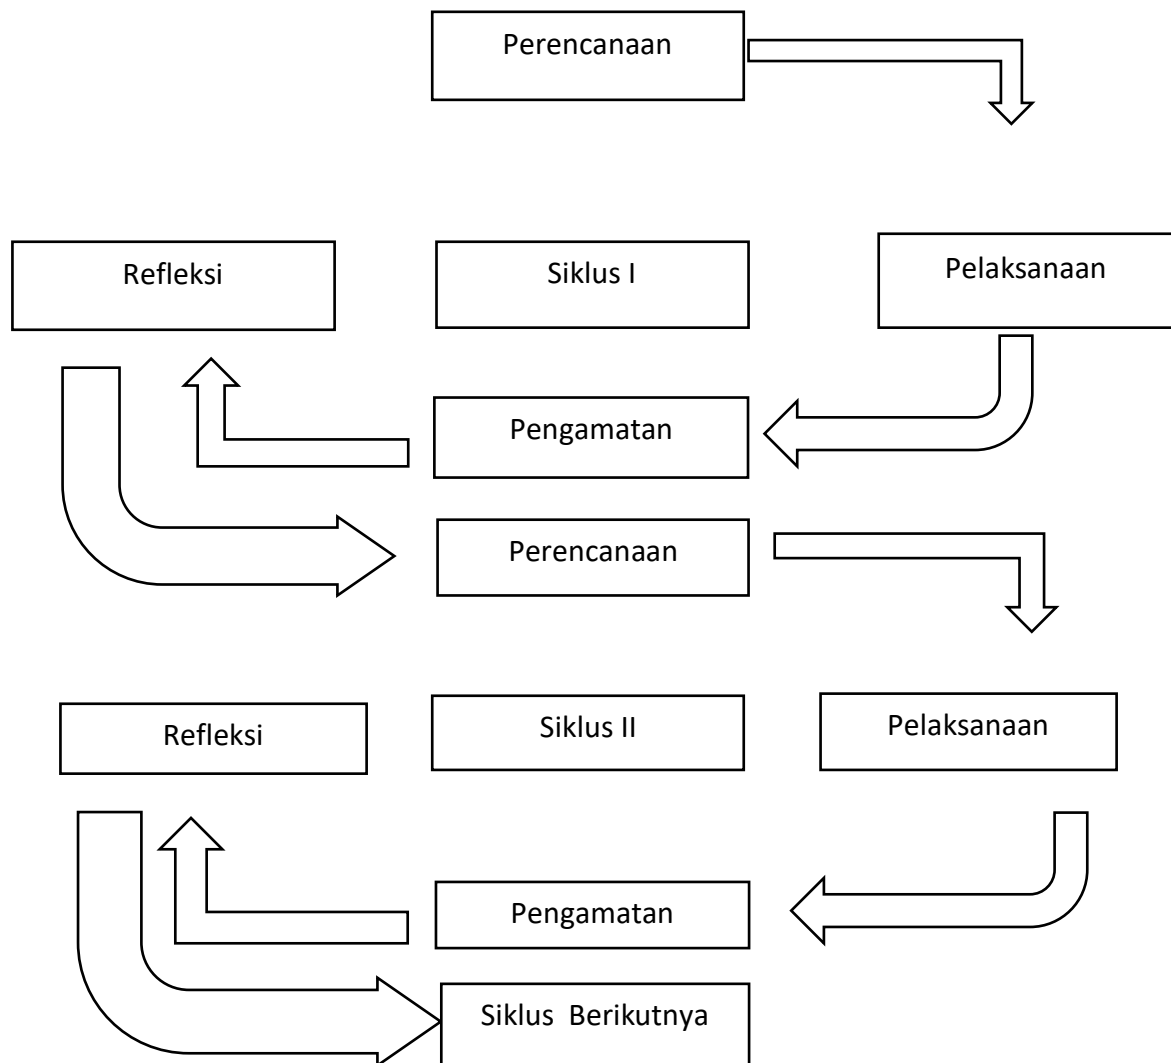 Perencanaan
Refleksi
Siklus I
Pelaksanaan
Pengamatan
Perencanaan
Refleksi
Siklus II
Pelaksanaan
Pengamatan
Siklus Berikutnya